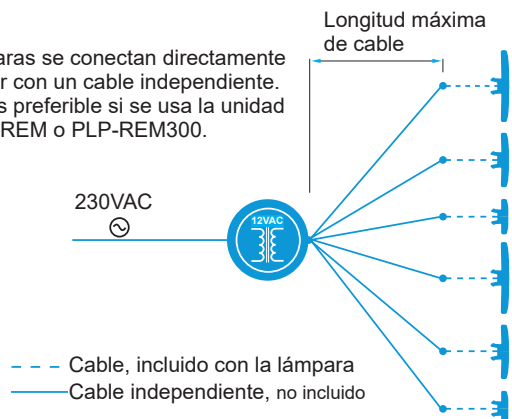 Longitud máxima
de cable
aras se conectan directamente
r con un cable independiente.
s preferible si se usa la unidad
REM o PLP-REM300.
230VAC
12VAC
Cable, incluido con la lámpara
Cable independiente, no incluido